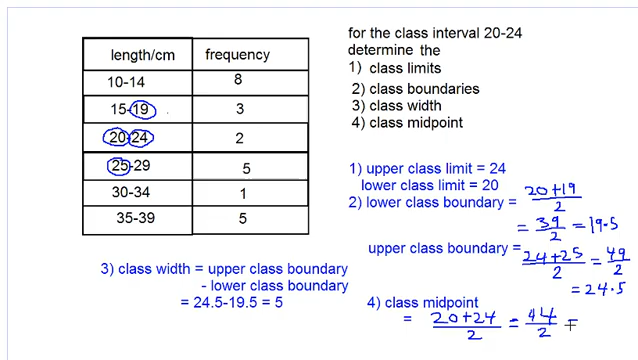 for the class interval 20-24
determine the
1) class limits
2) class boundaries
3) class width
4) class midpoint
length/cm frequency
10-14 8
15-19 3
20-24 2
25-29 5
30-34 1
35-39 5
1) upper class limit = 24
lower class limit = 20
2) lower class boundary = 20+19/2
= 39/2 = 19.5
upper class boundary = 24+25/2 = 49/2
= 24.5
3) class width = upper class boundary
- lower class boundary
= 24.5-19.5 = 5
4) class midpoint
= 20+24/2 = 44/2 =